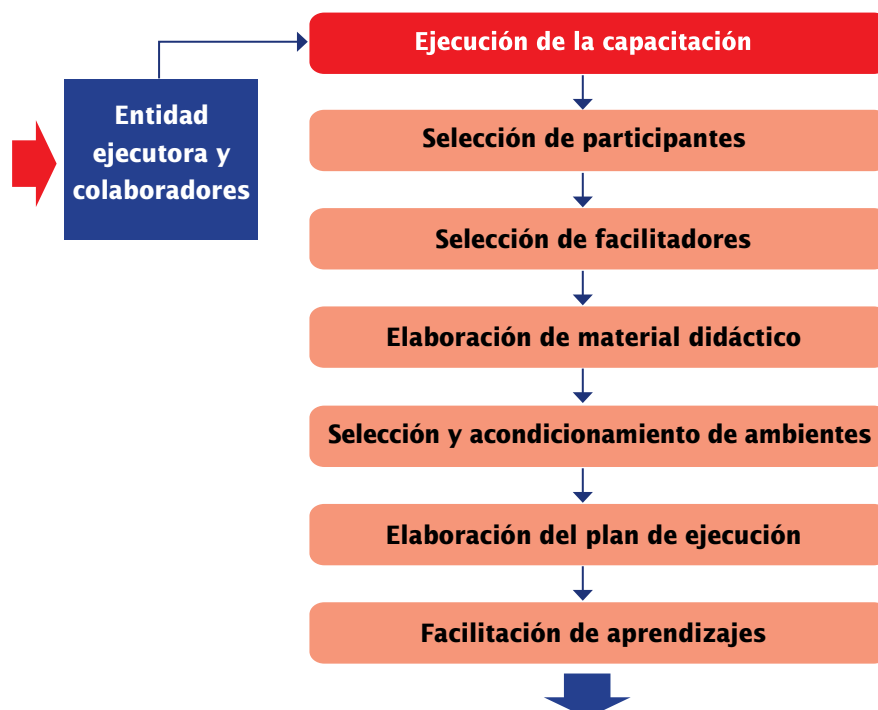 Ejecución de la capacitación
Entidad
ejecutora y
colaboradores
Selección de participantes
Selección de facilitadores
Elaboración de material didáctico
Selección y acondicionamiento de ambientes
Elaboración del plan de ejecución
Facilitación de aprendizajes